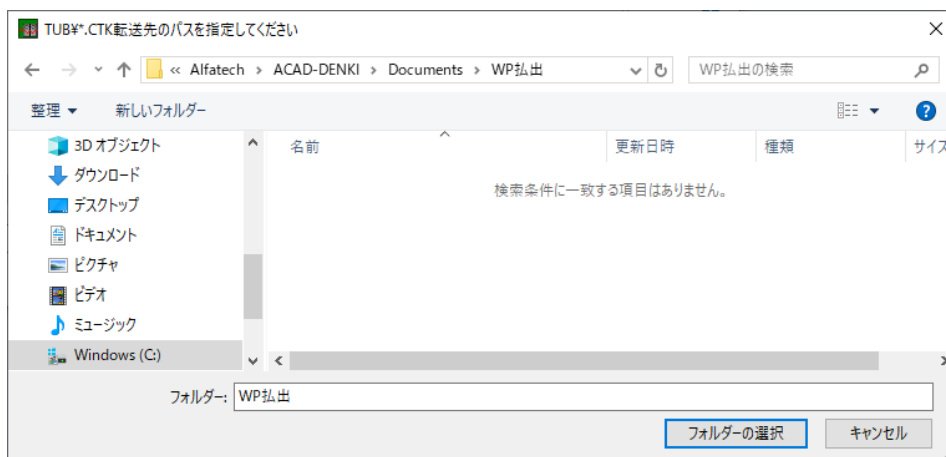 TUB¥*.CTK転送先のパスを指定してください
« Alfatech > ACAD-DENKI > Documents > WP払出
WP払出の検索
整理
新しいフォルダー
名前
更新日時
種類
サイズ
検索条件に一致する項目はありません。
3D オブジェクト
ダウンロード
デスクトップ
ドキュメント
ピクチャ
ビデオ
ミュージック
Windows (C:)
フォルダー: WP払出
フォルダーの選択
キャンセル